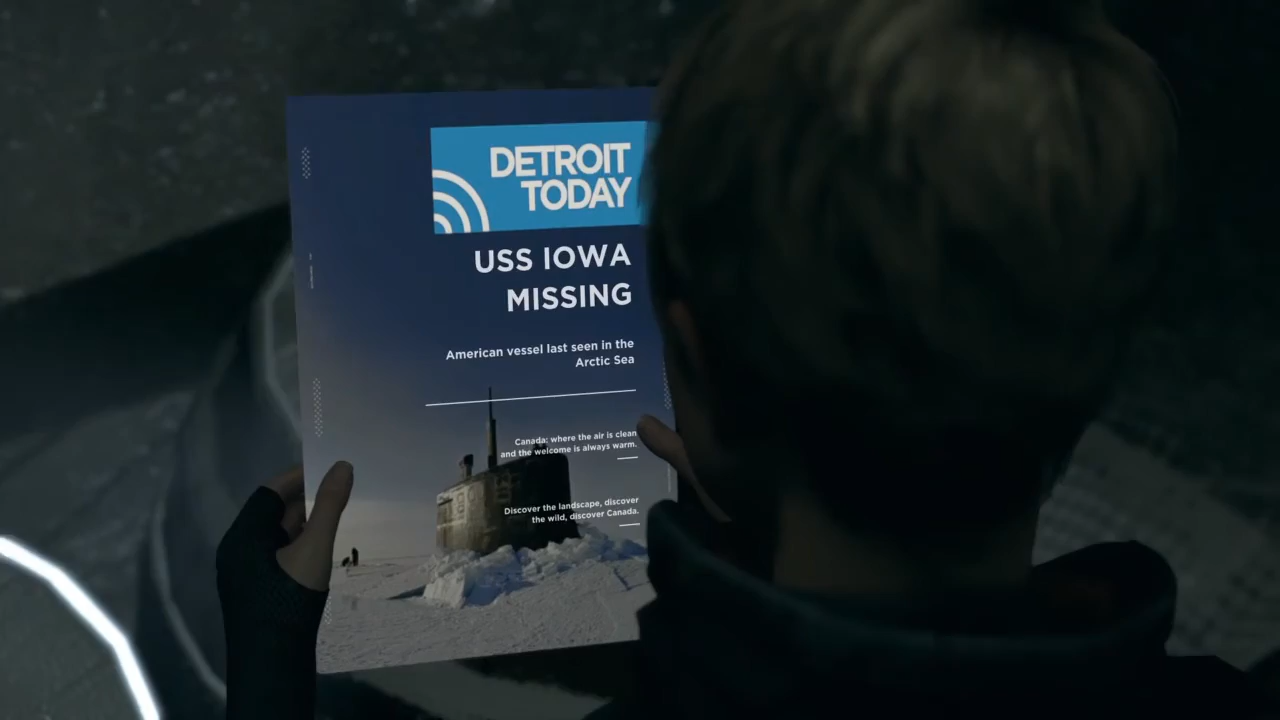 DETROIT
TODAY
USS IOWA
MISSING
American vessel last seen in the
Arctic Sea
Canada: where the air is clean
and the welcome is always warm.
Discover the landscape, discover
the wild, discover Canada.